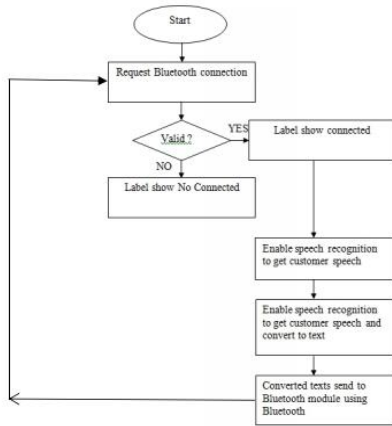 Start
Request Bluetooth connection
Valid ?
YES
Label show connected
NO
Label show No Connected
Enable speech recognition
to get customer speech
Enable speech recognition
to get customer speech and
convert to text
Converted texts send to
Bluetooth module using
Bluetooth